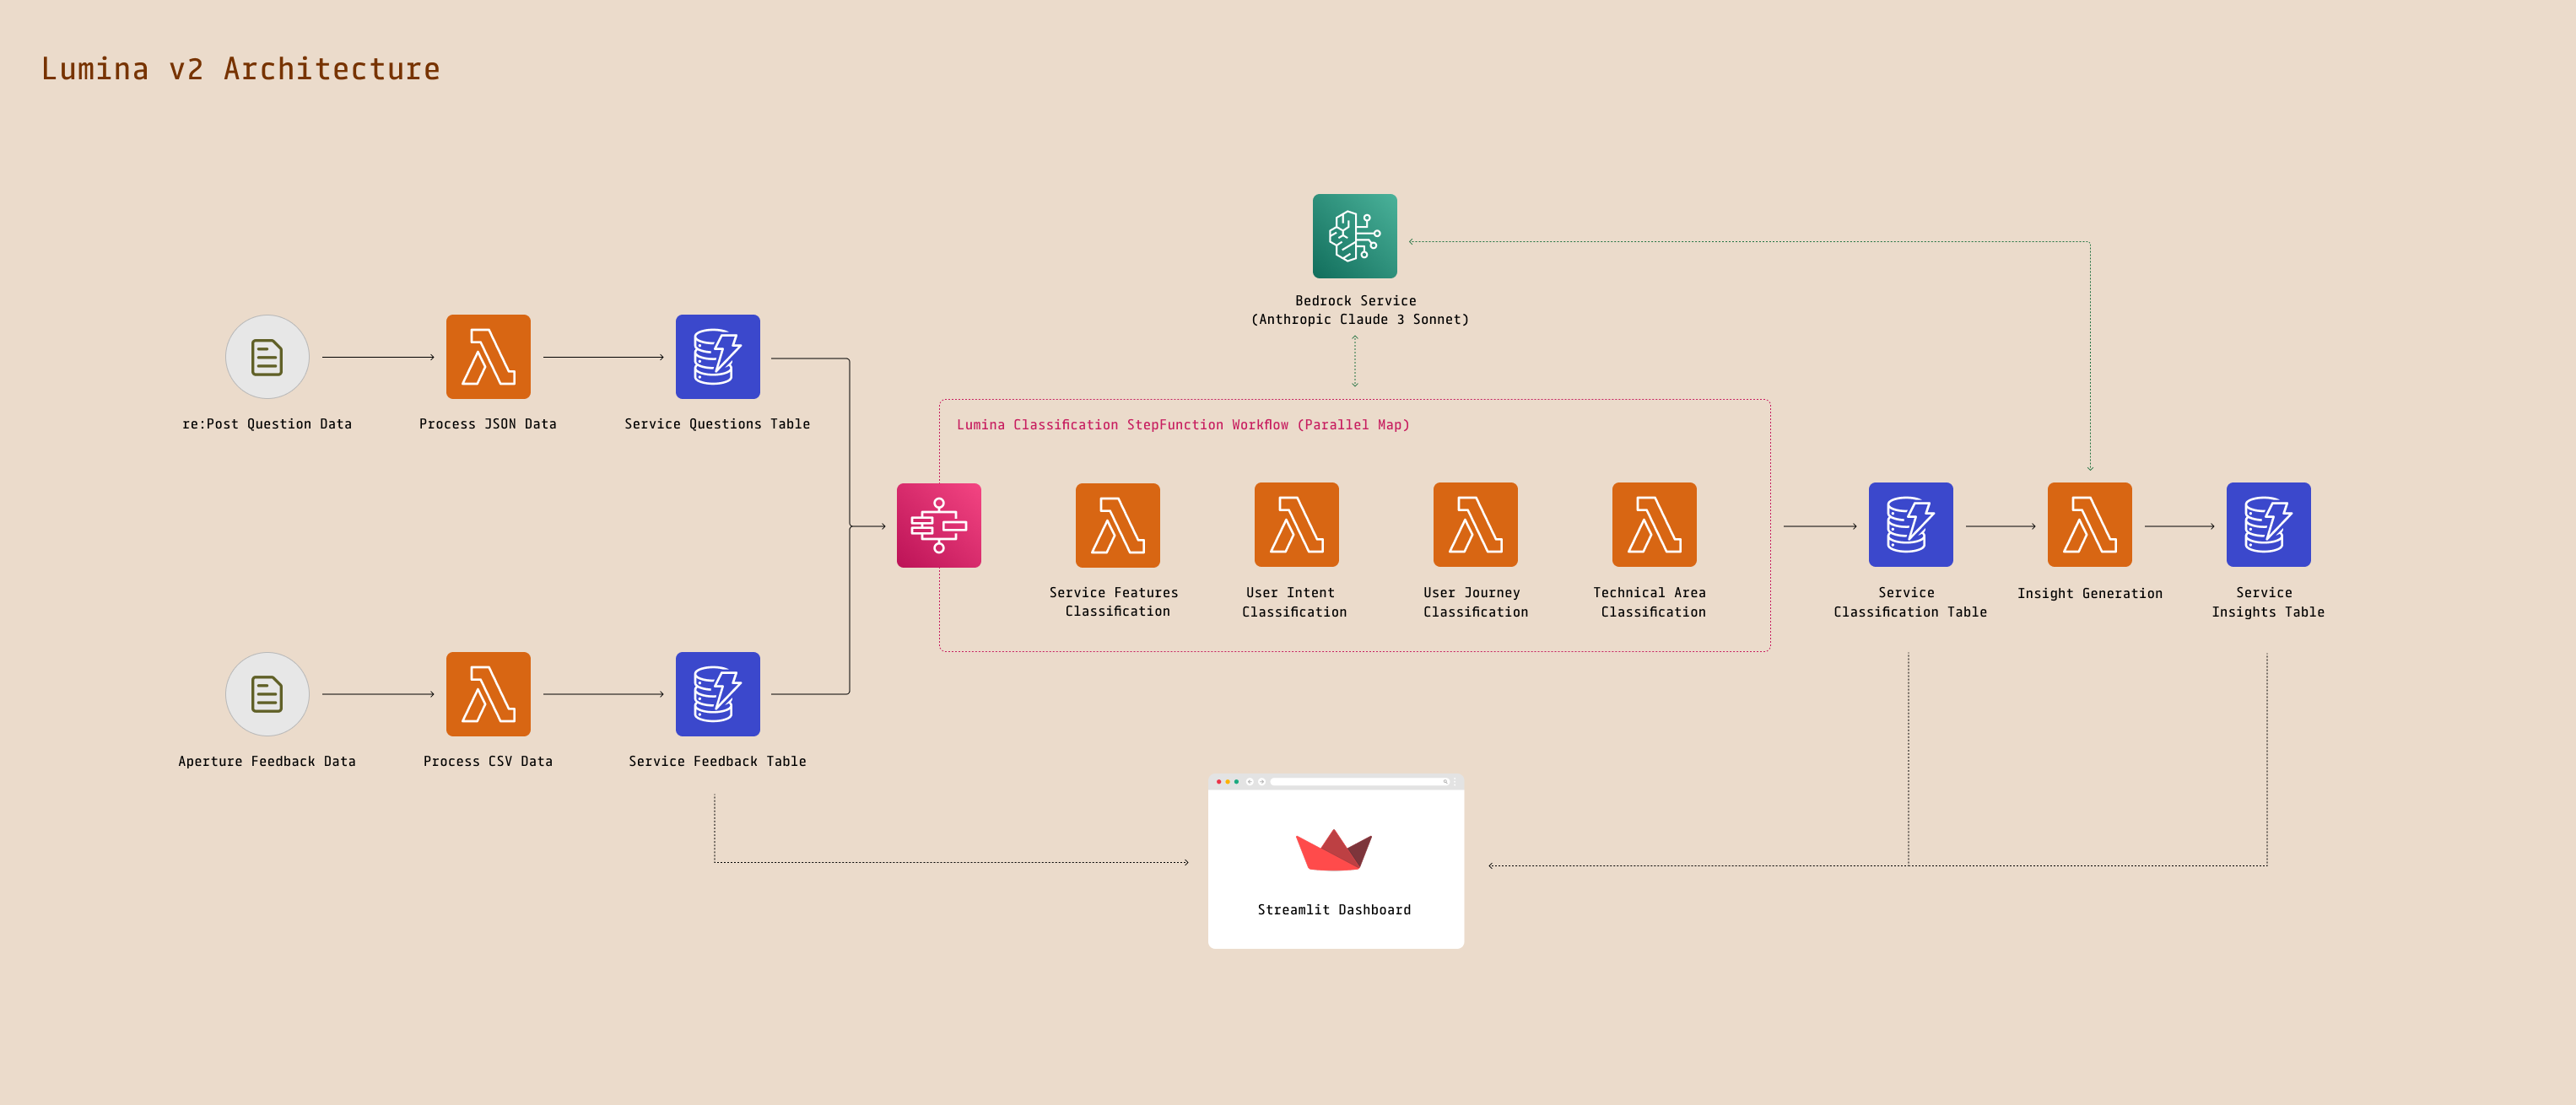 Lumina v2 Architecture
Bedrock Service
(Anthropic Claude 3 Sonnet)
re:Post Question Data
Process JSON Data
Service Questions Table
Lumina Classification StepFunction Workflow (Parallel Map)
Service Features
Classification
User Intent
Classification
User Journey
Classification
Technical Area
Classification
Service
Classification Table
Insight Generation
Service
Insights Table
Aperture Feedback Data
Process CSV Data
Service Feedback Table
Streamlit Dashboard